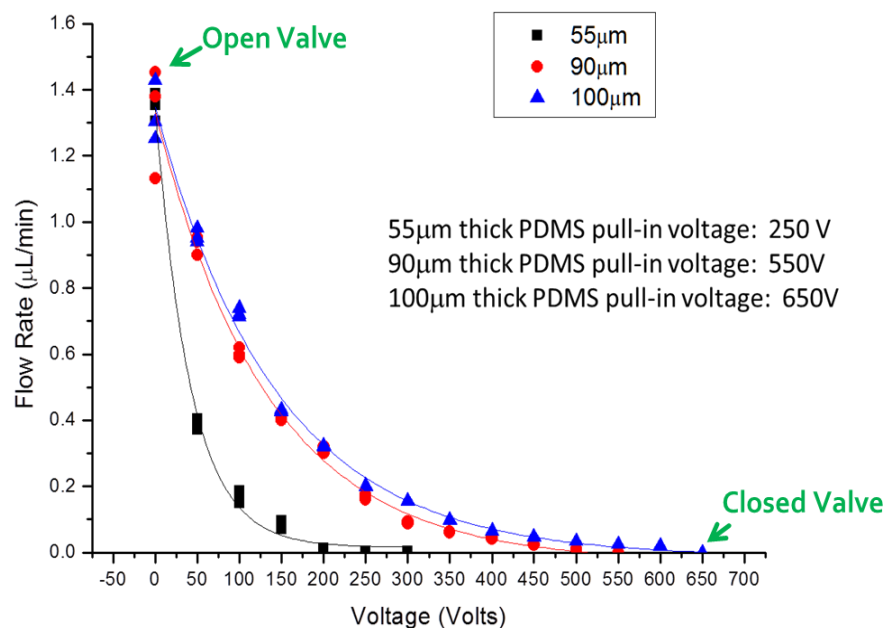 1.6
1.4
1.2
1.0
0.8
0.6
0.4
0.2
0.0
Flow Rate (μL/min)
Open Valve
55μm
90μm
100μm
55μm thick PDMS pull-in voltage: 250 V
90μm thick PDMS pull-in voltage: 550V
100μm thick PDMS pull-in voltage: 650V
Closed Valve
-50 0 50 100 150 200 250 300 350 400 450 500 550 600 650 700
Voltage (Volts)